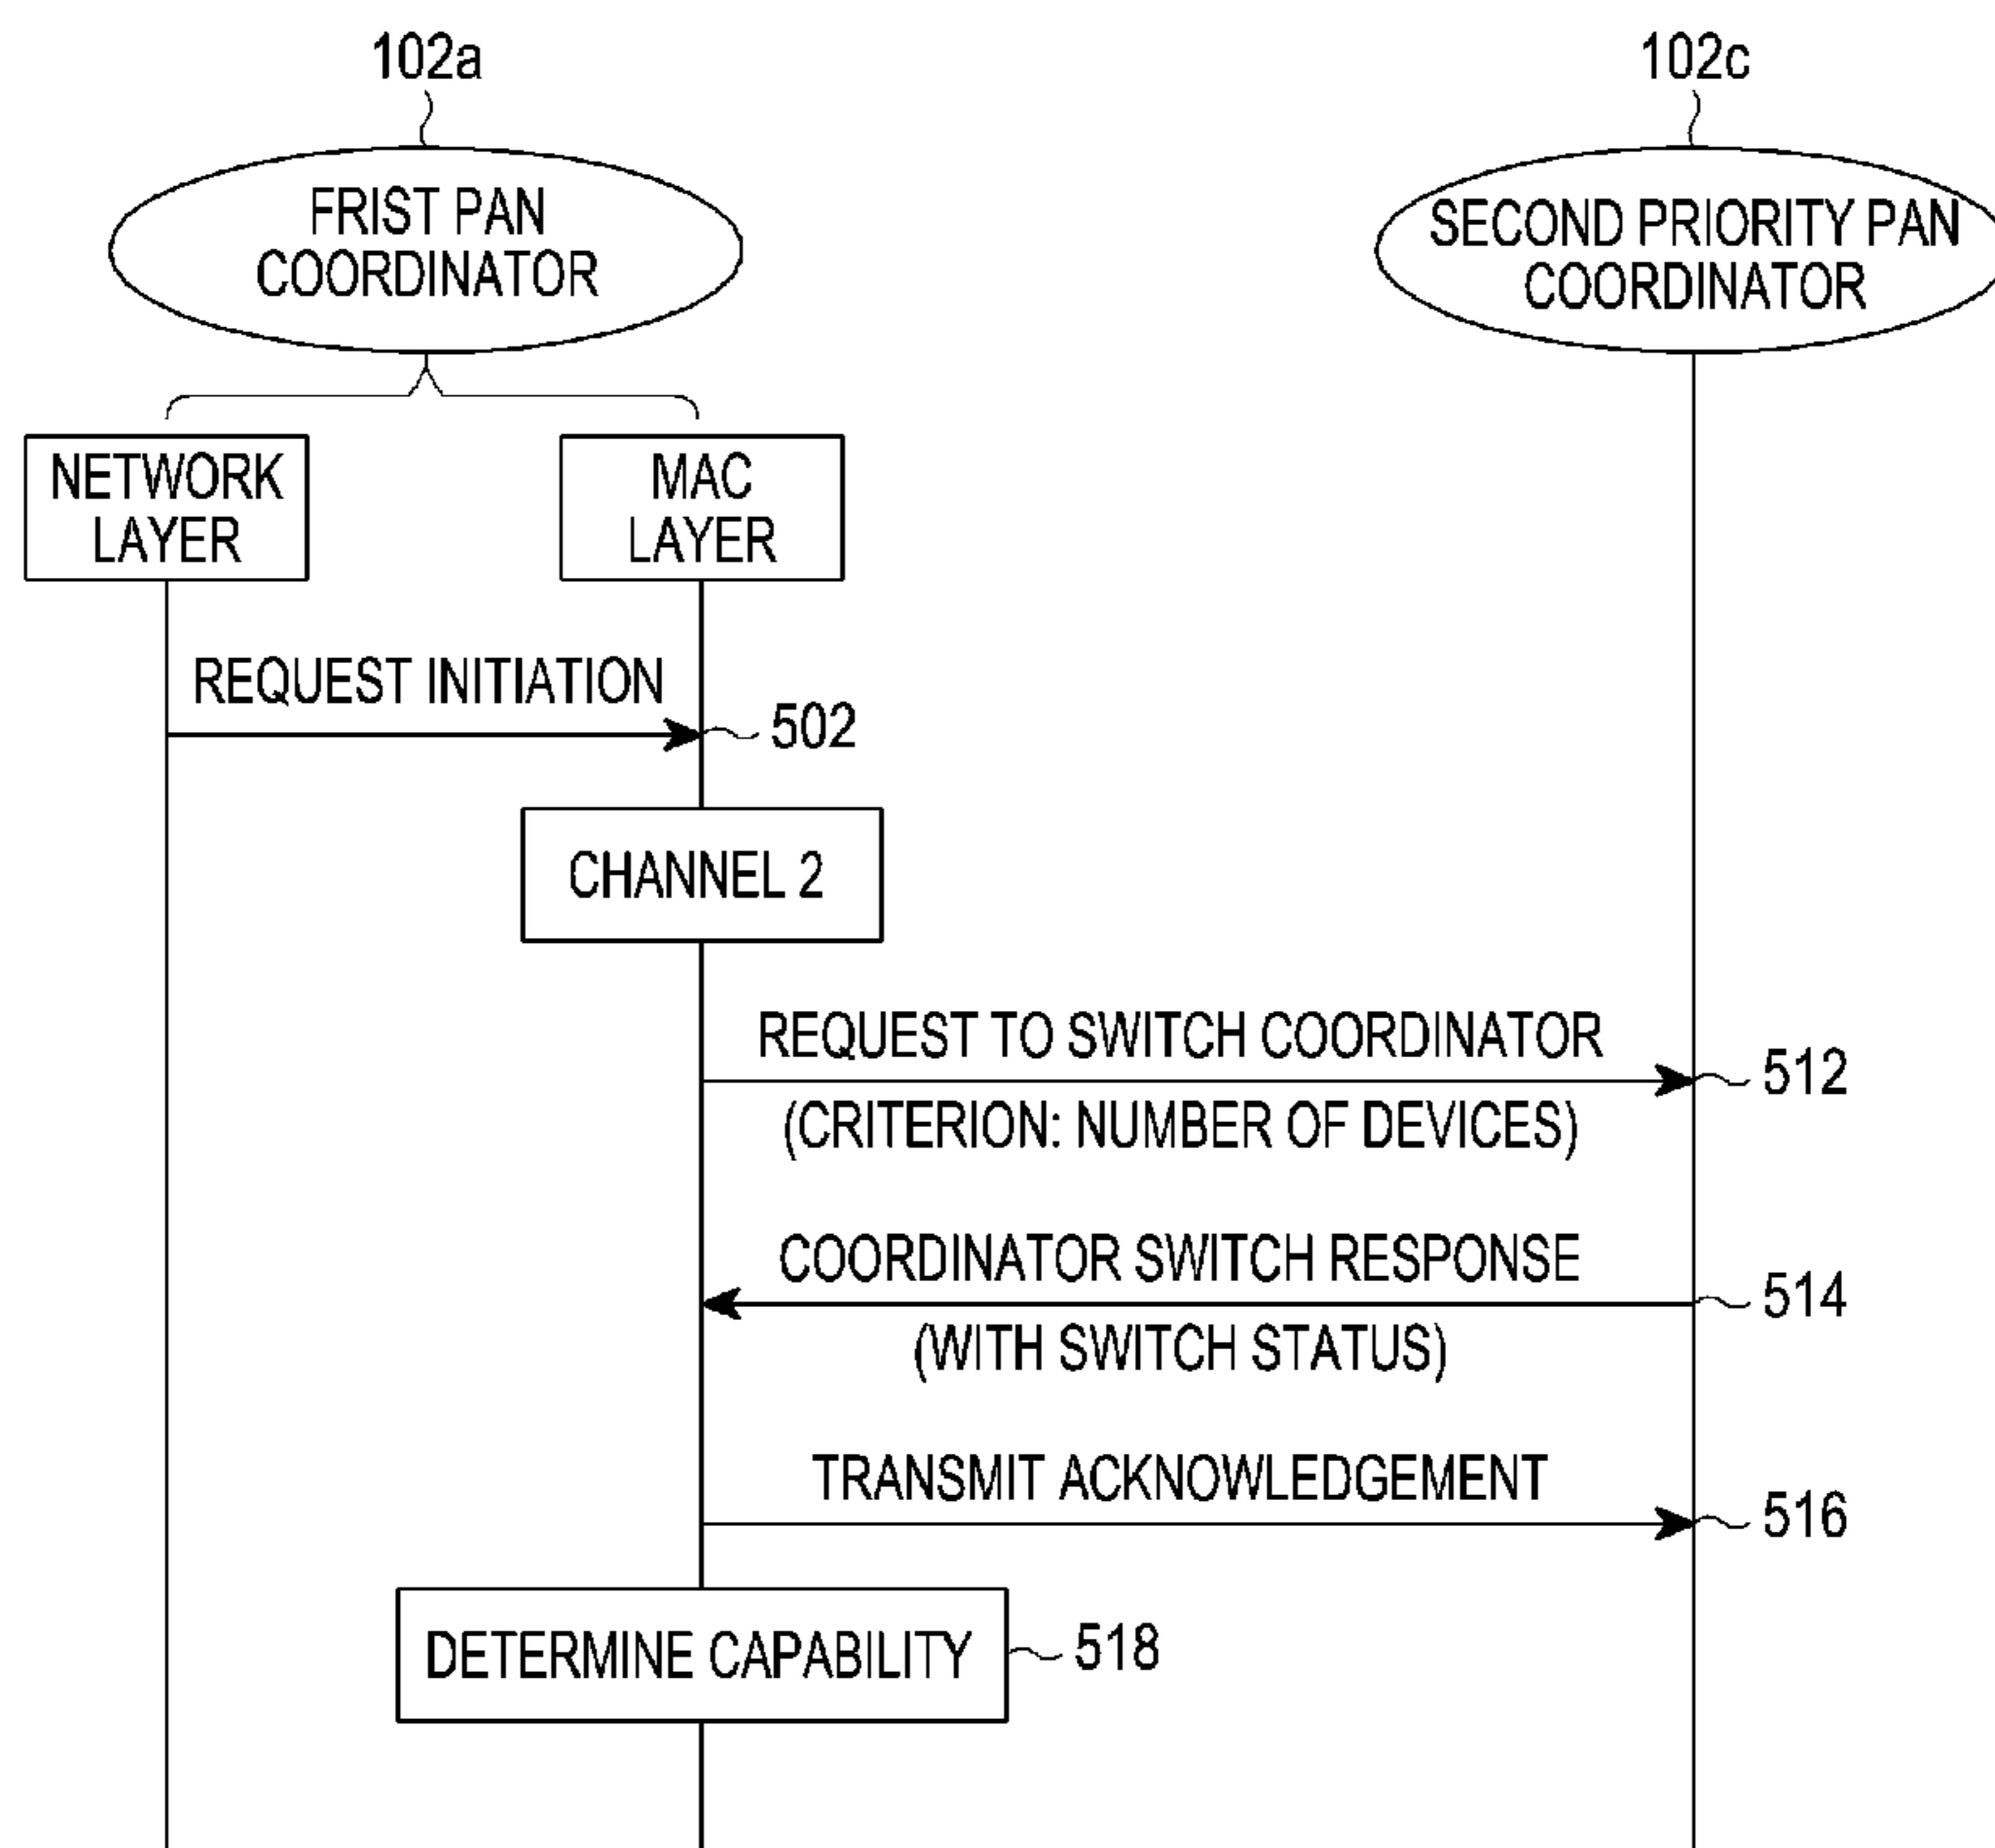 102a
102c
FRIST PAN
COORDINATOR
SECOND PRIORITY PAN
COORDINATOR
NETWORK
LAYER
MAC
LAYER
REQUEST INITIATION
502
CHANNEL 2
REQUEST TO SWITCH COORDINATOR
512
(CRITERION: NUMBER OF DEVICES)
COORDINATOR SWITCH RESPONSE
514
(WITH SWITCH STATUS)
TRANSMIT ACKNOWLEDGEMENT
516
DETERMINE CAPABILITY
518